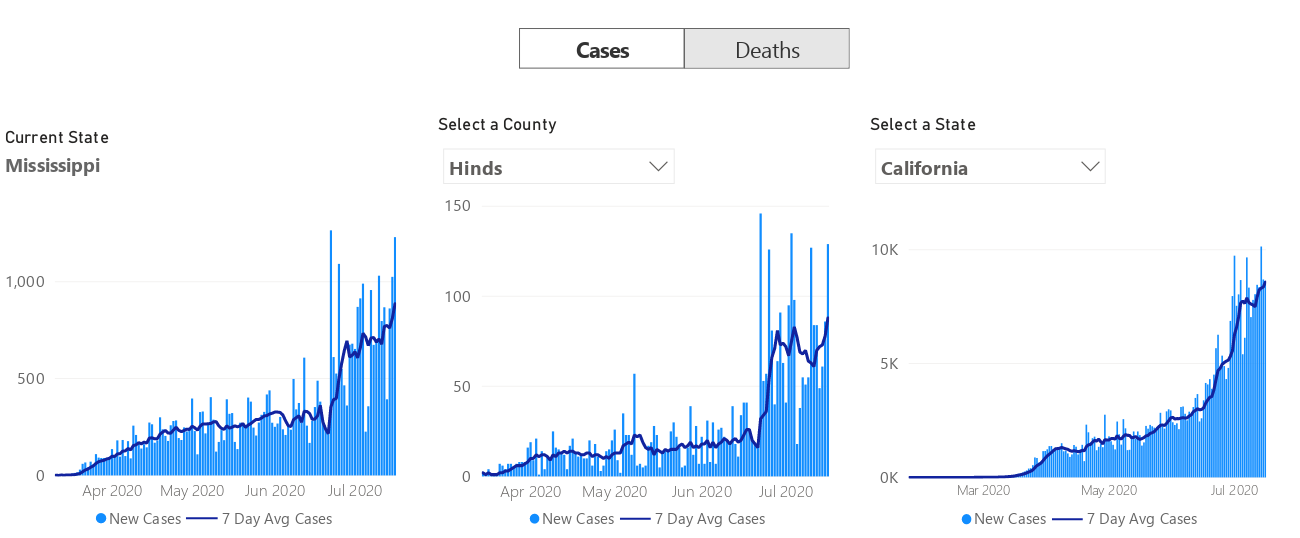 Cases Deaths
Current State
Mississippi
1,000
500
0
Apr 2020 May 2020 Jun 2020 Jul 2020
New Cases 7 Day Avg Cases
Select a County
Hinds
150
100
50
0
Apr 2020 May 2020 Jun 2020 Jul 2020
New Cases 7 Day Avg Cases
Select a State
California
10K
5K
0K
Mar 2020 May 2020 Jul 2020
New Cases 7 Day Avg Cases